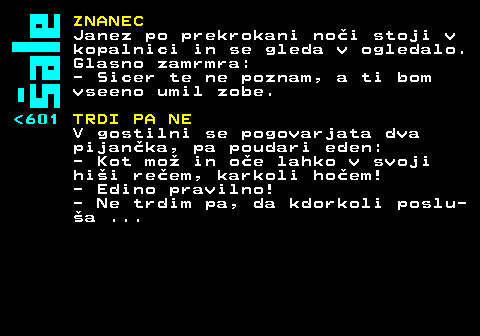 Šale
ZNANEC
Janez po prekrokani noči stoji v
kopalnici in se gleda v ogledalo.
Glasno zamrmra:
- Sicer te ne poznam, a ti bom
vseeno umil zobe.
<601 TRDI PA NE
V gostilni se pogovarjata dva
pijančka, pa poudari eden:
- Kot mož in oče lahko v svoji
hiši rečem, karkoli hočem!
- Edino pravilno!
- Ne trdim pa, da kdorkoli poslu-
ša ...